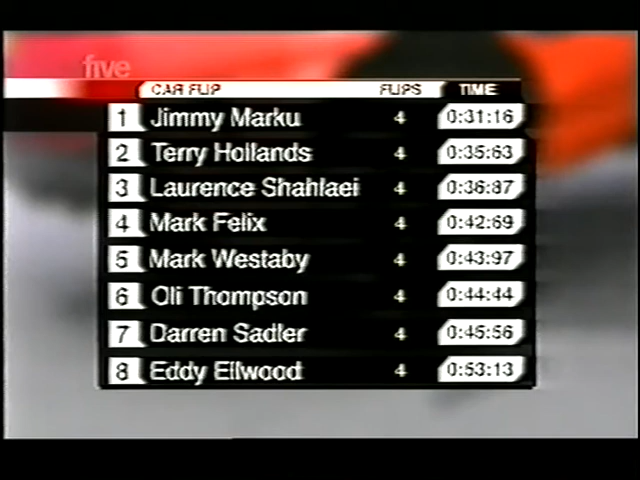 five
CAR FLIP FLIPS TIME
1 Jimmy Marku 4 0:31:16
2 Terry Hollands 4 0:35:63
3 Laurence Shahlaei 4 0:36:87
4 Mark Felix 4 0:42:69
5 Mark Westaby 4 0:43:97
6 Oli Thompson 4 0:44:44
7 Darren Sadler 4 0:45:56
8 Eddy Ellwood 4 0:53:13